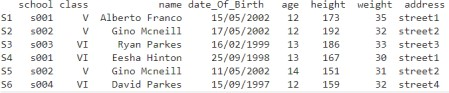 school class name date_Of_Birth age height weight address
S1 s001 V Alberto Franco 15/05/2002 12 173 35 street1
S2 s002 V Gino Mcneill 17/05/2002 12 192 32 street2
S3 s003 VI Ryan Parkes 16/02/1999 13 186 33 street3
S4 s001 VI Eesha Hinton 25/09/1998 13 167 30 street1
S5 s002 V Gino Mcneill 11/05/2002 14 151 31 street2
S6 s004 VI David Parkes 15/09/1997 12 159 32 street4